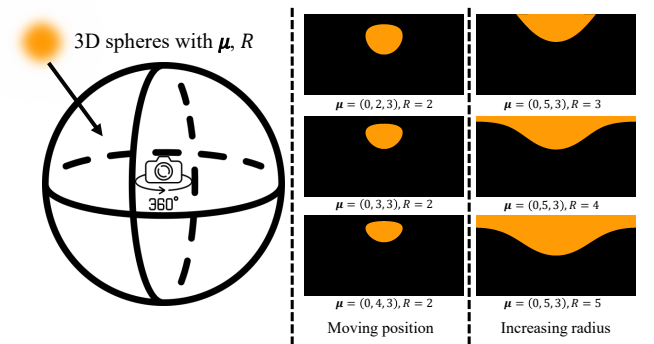 3D spheres with μ, R
360°
μ = (0, 2, 3), R = 2
μ = (0, 3, 3), R = 2
μ = (0, 4, 3), R = 2
Moving position
μ = (0, 5, 3), R = 3
μ = (0,5, 3), R = 4
μ = (0,5, 3), R = 5
Increasing radius